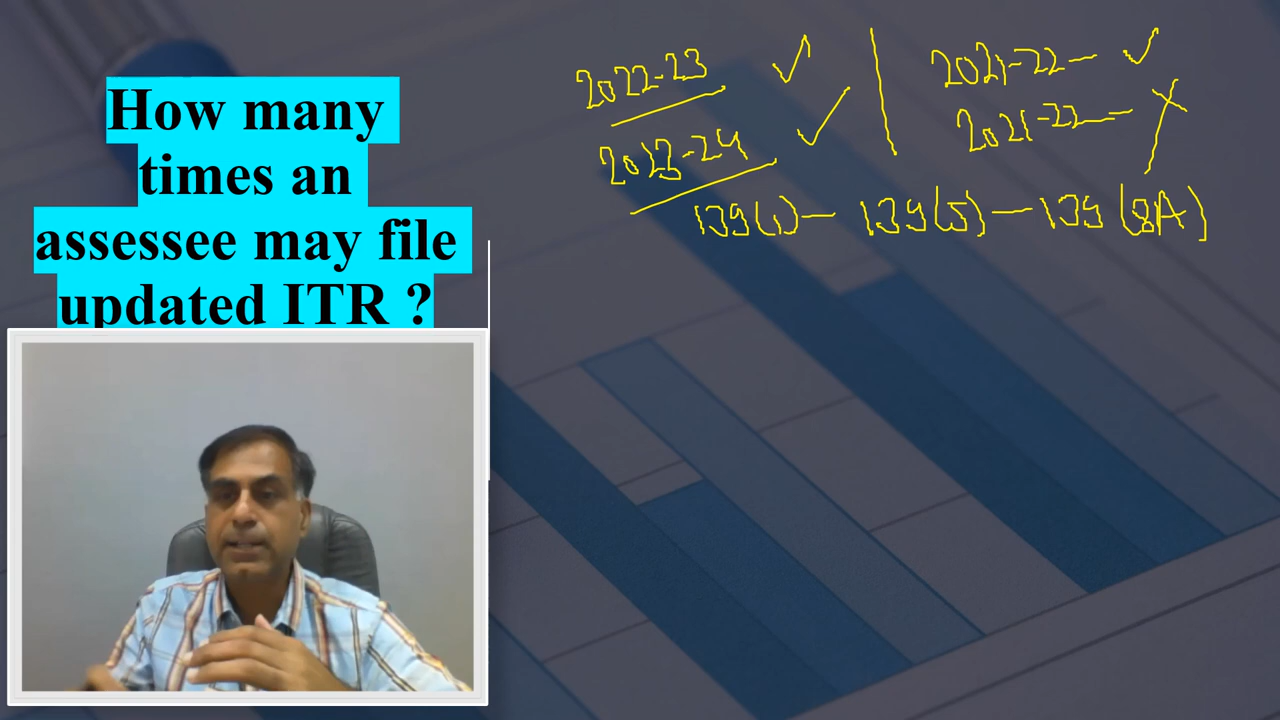 How many
times an
assessee may file
updated ITR ?
2022-23 ✓
2023-24 ✓
2021-22 — ✓
2021-22 — ✗
139(1) — 139(5) — 139(8A)